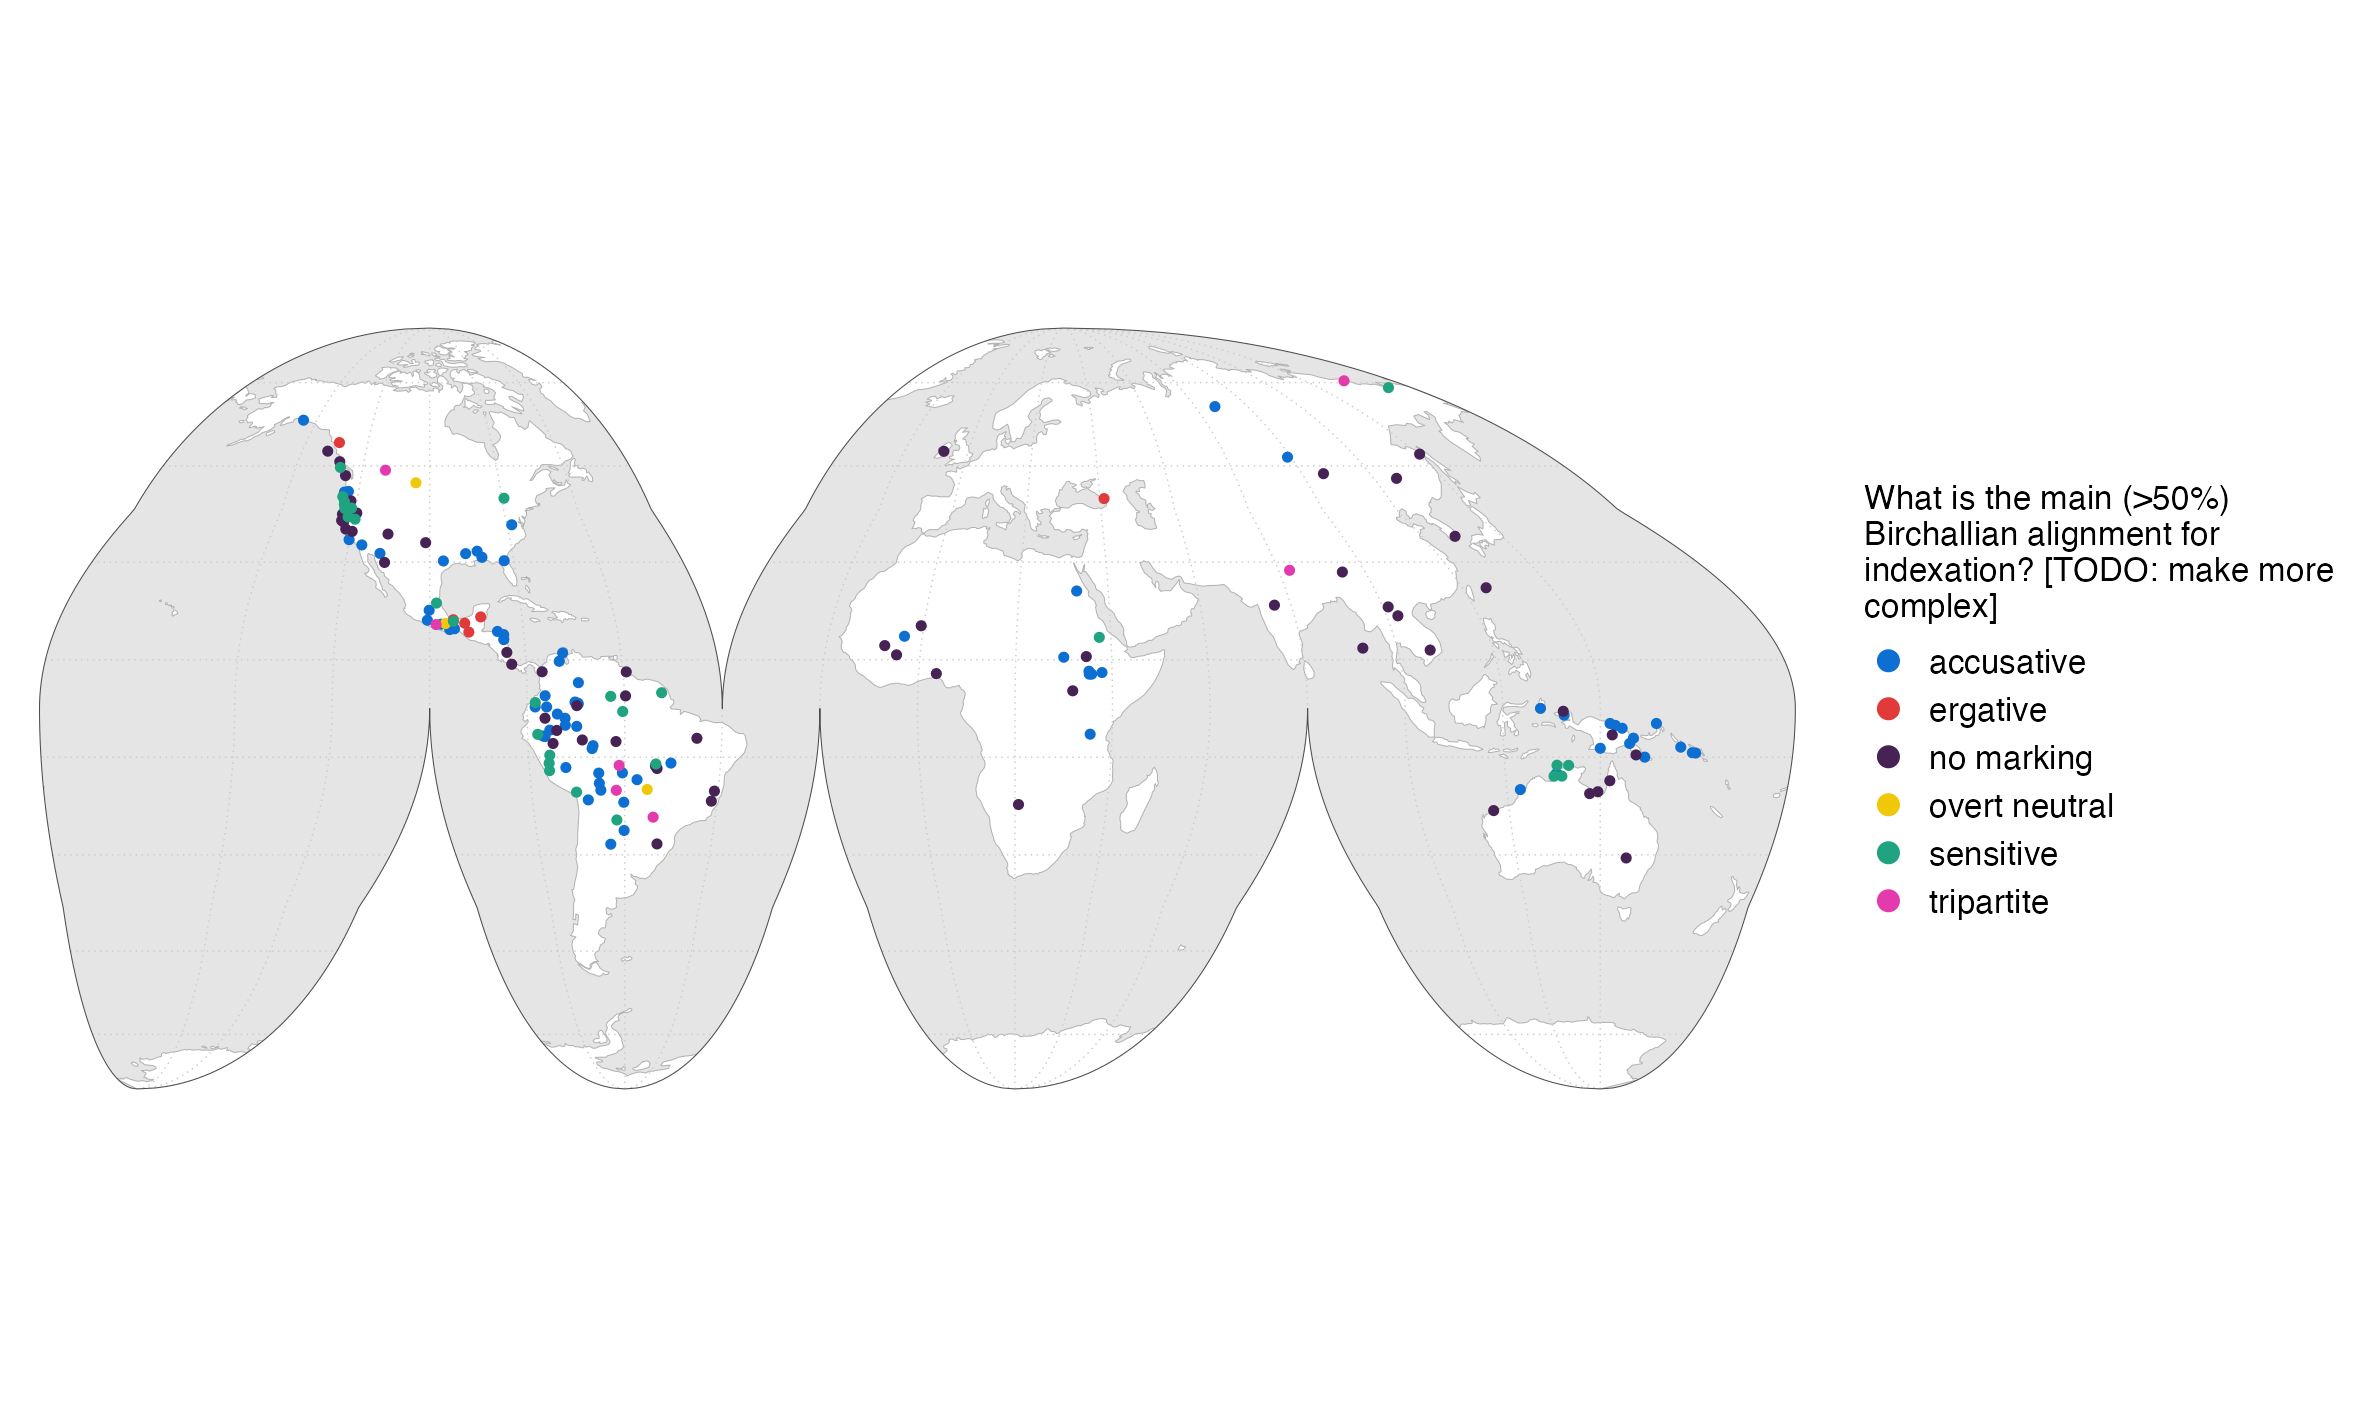 What is the main (>50%)
Birchallian alignment for
indexation? [TODO: make more
complex]
accusative
ergative
no marking
overt neutral
sensitive
tripartite